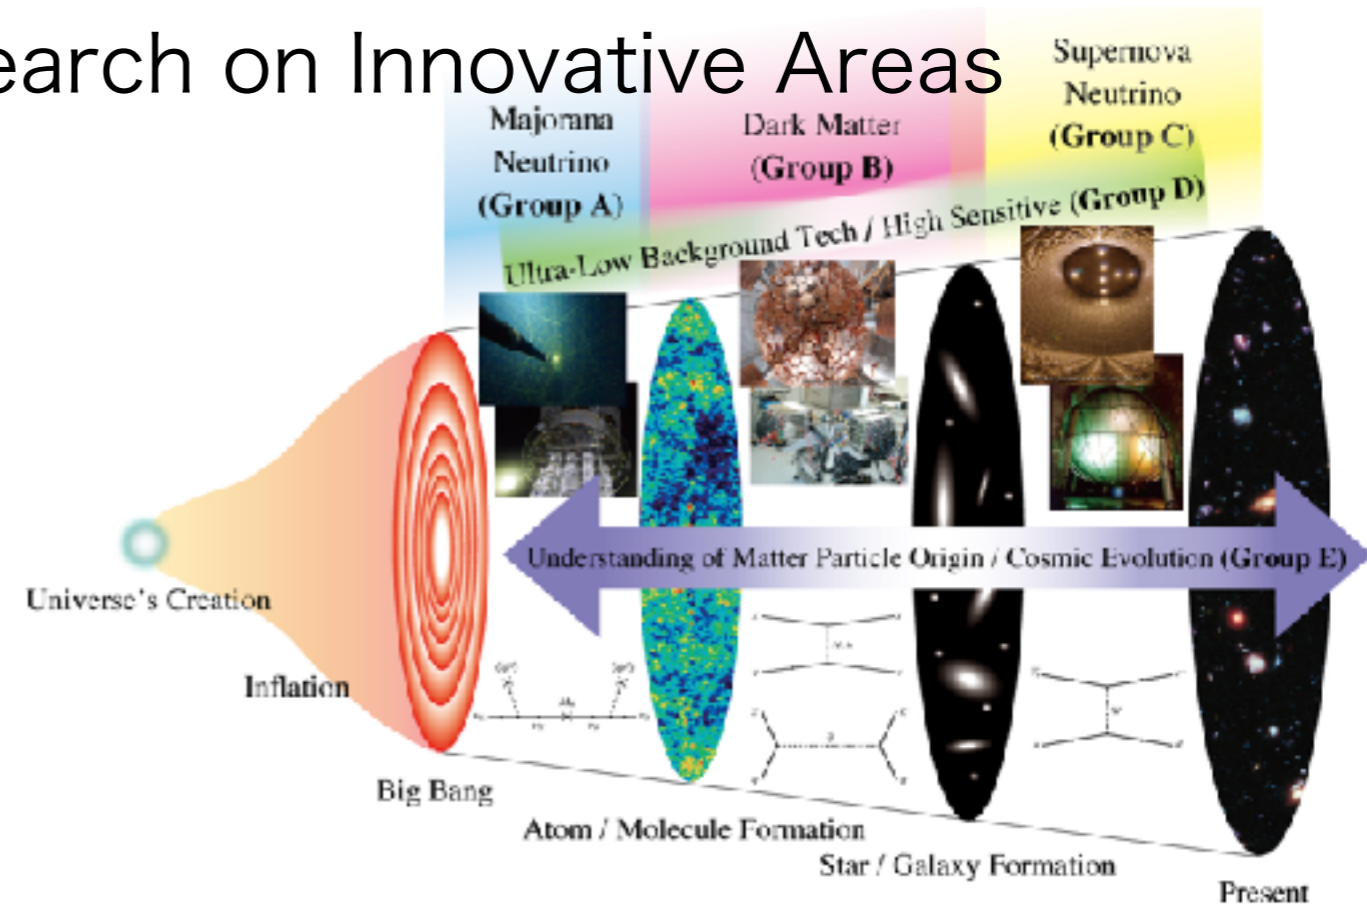 earch on Innovative Areas
Majorana
Neutrino
(Group A)
Dark Matter
(Group B)
Supernova
Neutrino
(Group C)
Ultra-Low Background Tech / High Sensitive (Group D)
Understanding of Matter Particle Origin / Cosmic Evolution (Group E)
Universe's Creation
Inflation
Big Bang
Atom / Molecule Formation
Star / Galaxy Formation
Present